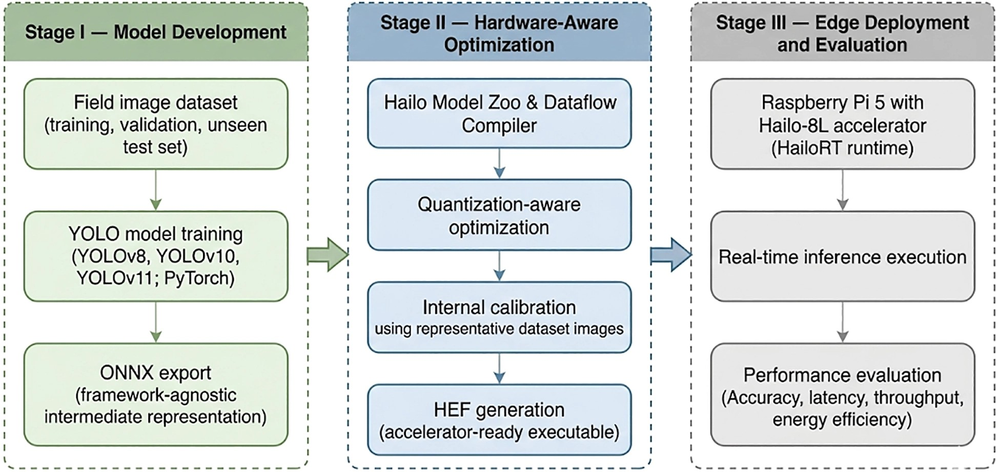 Stage I — Model Development
Field image dataset
(training, validation, unseen
test set)
YOLO model training
(YOLOv8, YOLOv10,
YOLOv11; PyTorch)
ONNX export
(framework-agnostic
intermediate representation)
Stage II — Hardware-Aware
Optimization
Hailo Model Zoo & Dataflow
Compiler
Quantization-aware
optimization
Internal calibration
using representative dataset images
HEF generation
(accelerator-ready executable)
Stage III — Edge Deployment
and Evaluation
Raspberry Pi 5 with
Hailo-8L accelerator
(HailoRT runtime)
Real-time inference execution
Performance evaluation
(Accuracy, latency, throughput,
energy efficiency)